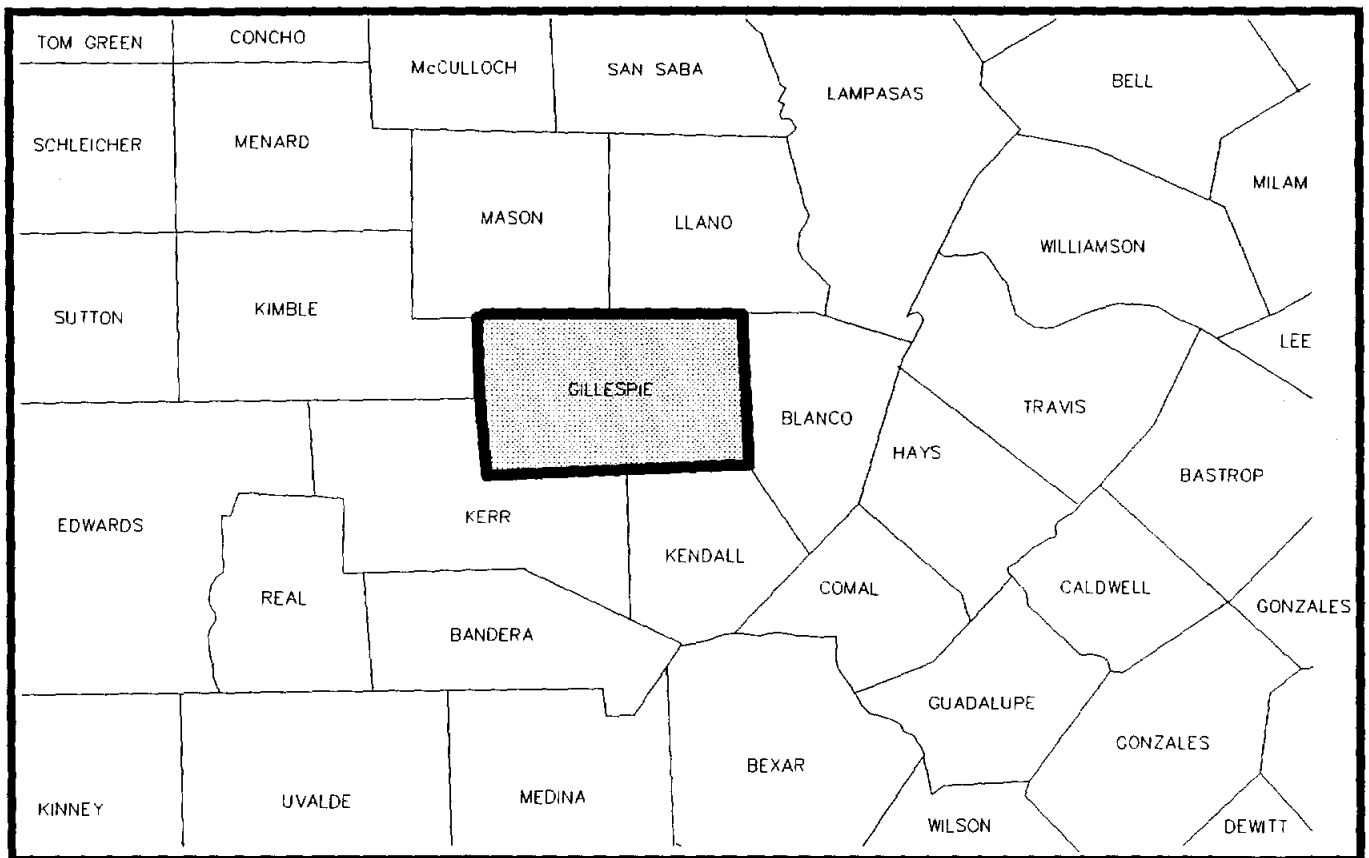 TOM GREEN
CONCHO
McCULLOCH
SAN SABA
LAMPASAS
BELL
SCHLEICHER
MENARD
MILAM
MASON
LLANO
WILLIAMSON
SUTTON
KIMBLE
LEE
GILLESPIE
BLANCO
TRAVIS
HAYS
BASTROP
EDWARDS
KERR
KENDALL
REAL
COMAL
CALDWELL
GONZALES
BANDERA
GUADALUPE
GONZALES
BEXAR
KINNEY
UVALDE
MEDINA
WILSON
DEWITT